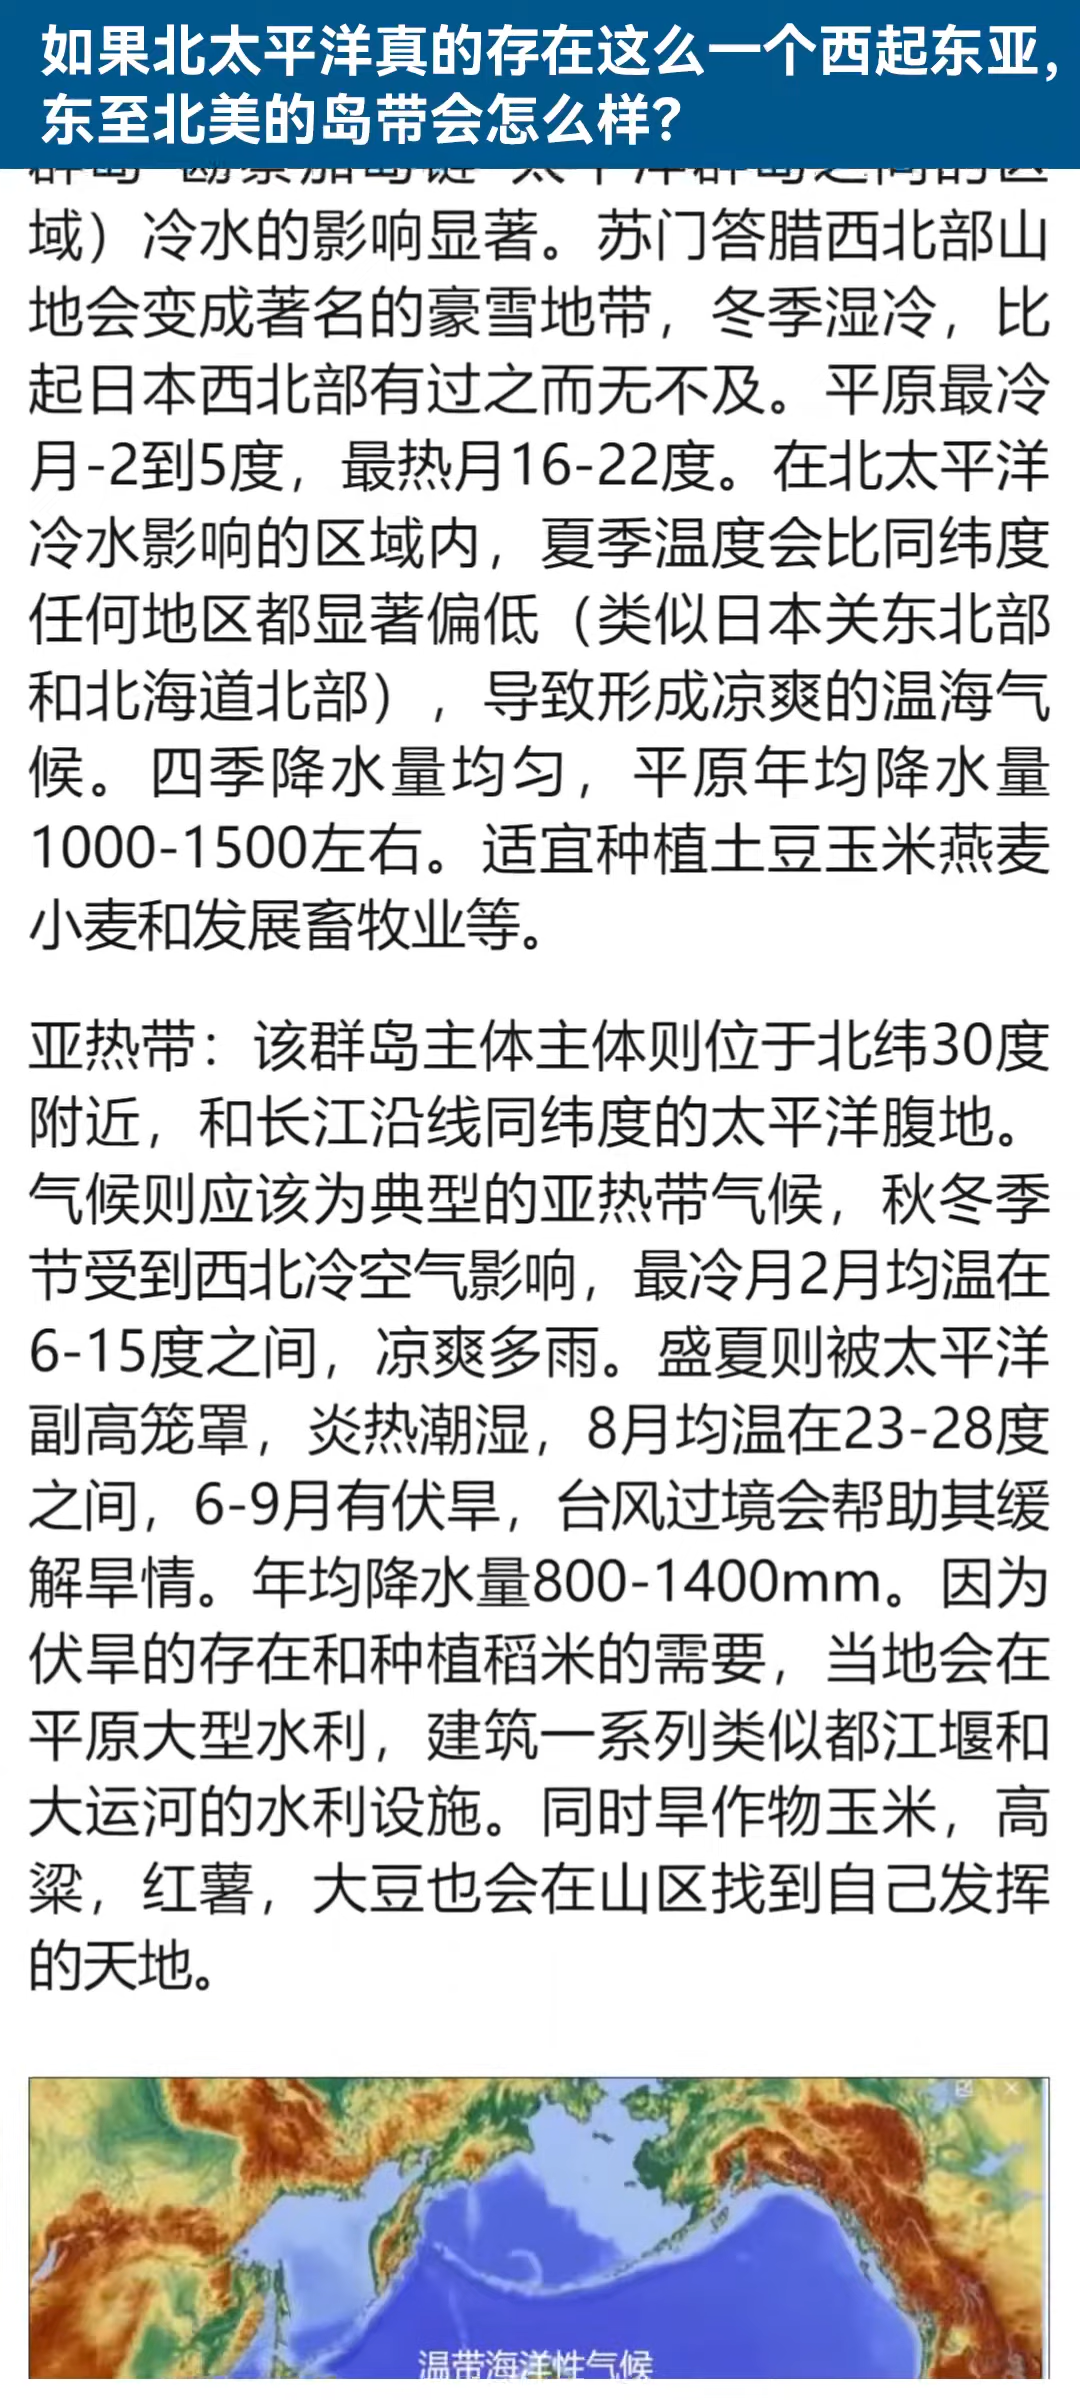 如果北太平洋真的存在这么一个西起东亚，
东至北美的岛带会怎么样？
域）冷水的影响显著。苏门答腊西北部山
地会变成著名的豪雪地带，冬季湿冷，比
起日本西北部有过之而无不及。平原最冷
月-2到5度，最热月16-22度。在北太平洋
冷水影响的区域内，夏季温度会比同纬度
任何地区都显著偏低（类似日本关东北部
和北海道北部），导致形成凉爽的温海气
候。四季降水量均匀，平原年均降水量
1000-1500左右。适宜种植土豆玉米燕麦
小麦和发展畜牧业等。
亚热带：该群岛主体主体则位于北纬30度
附近，和长江沿线同纬度的太平洋腹地。
气候则应该为典型的亚热带气候，秋冬季
节受到西北冷空气影响，最冷月2月均温在
6-15度之间，凉爽多雨。盛夏则被太平洋
副高笼罩，炎热潮湿，8月均温在23-28度
之间，6-9月有伏旱，台风过境会帮助其缓
解旱情。年均降水量800-1400mm。因为
伏旱的存在和种植稻米的需要，当地会在
平原大型水利，建筑一系列类似都江堰和
大运河的水利设施。同时旱作物玉米，高
粱，红薯，大豆也会在山区找到自己发挥
的天地。
温带海洋性气候